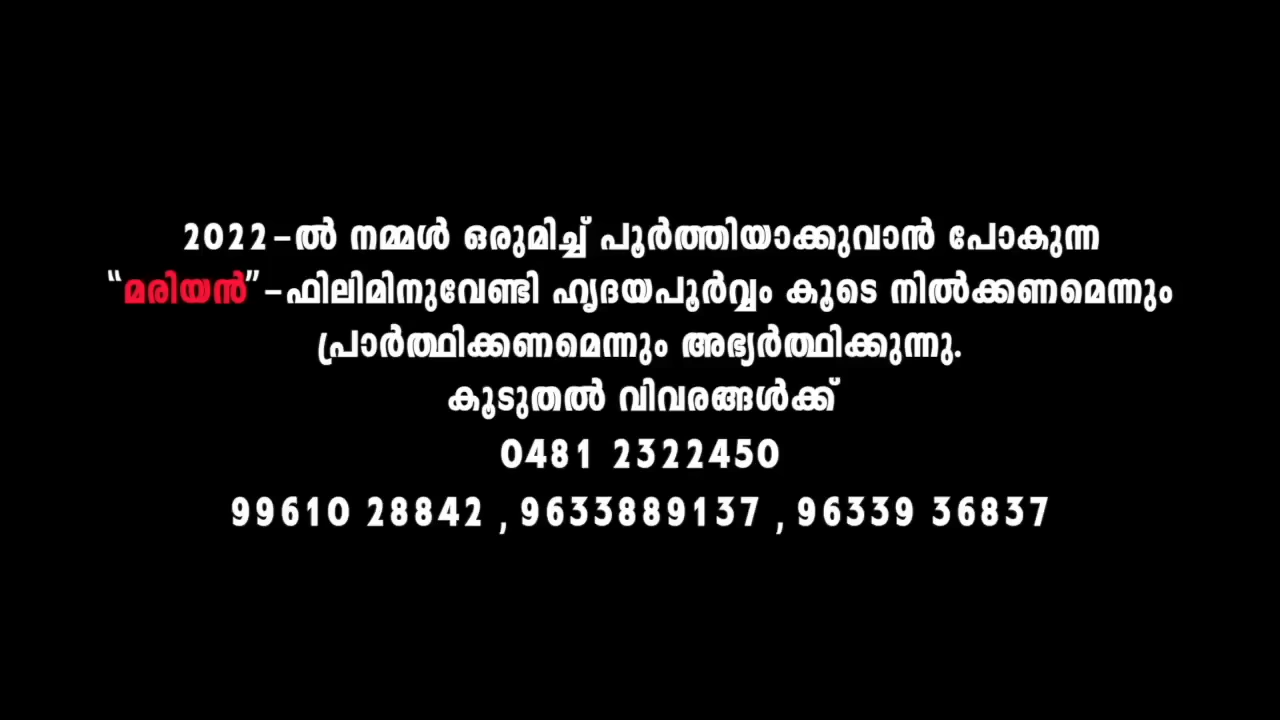 2022-ൽ നമ്മൾ ഒരുമിച്ച് പൂർത്തിയാക്കുവാൻ പോകുന്ന
“മരിയൻ”-ഫിലിമിനുവേണ്ടി ഹൃദയപൂർവ്വം കൂടെ നിൽക്കണമെന്നും
പ്രാർത്ഥിക്കണമെന്നും അഭ്യർത്ഥിക്കുന്നു.
കൂടുതൽ വിവരങ്ങൾക്ക്
0481 2322450
99610 28842 , 9633889137 , 96339 36837